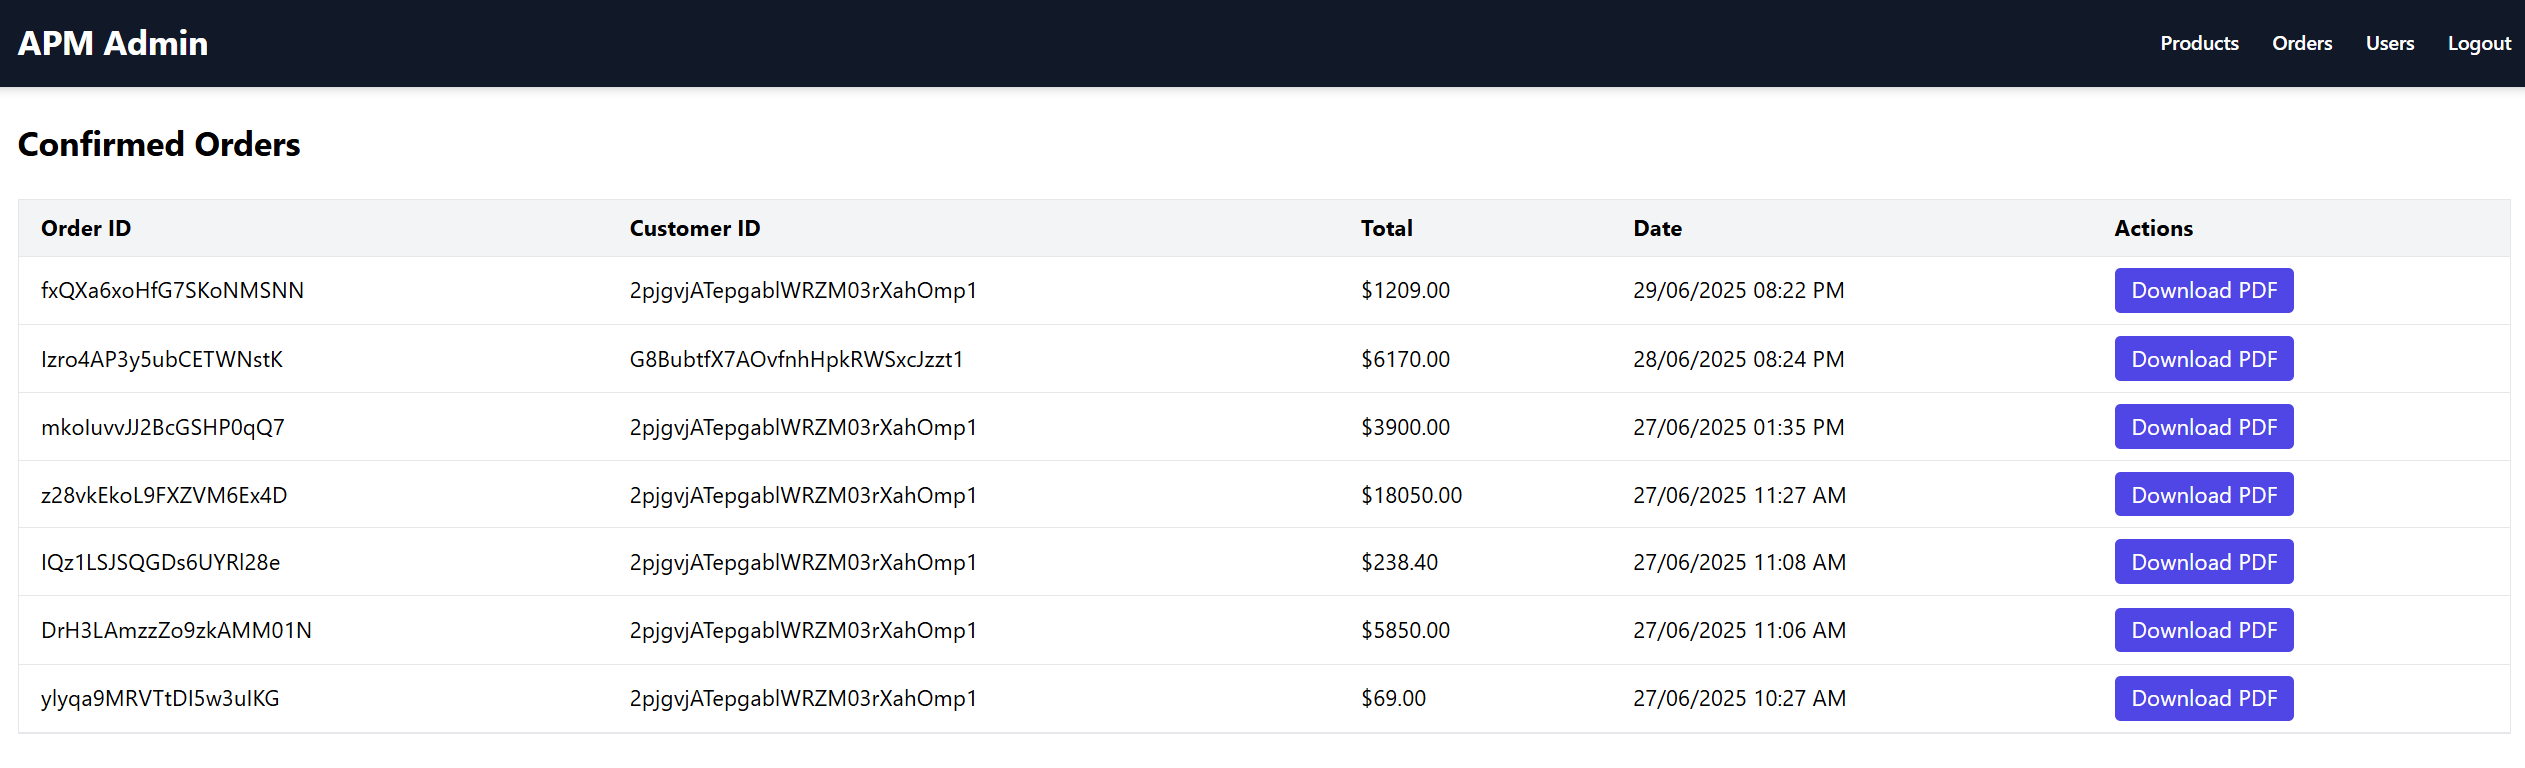 APM Admin Products Orders Users Logout
Confirmed Orders
Order ID Customer ID Total Date Actions
fxQXa6xoHfG7SKoNMSNN 2pjgvjATepgablWRZM03rXahOmp1 $1209.00 29/06/2025 08:22 PM Download PDF
Izro4AP3y5ubCETWNstK G8BubtfX7AOvfnhHpkRWSxcJzzt1 $6170.00 28/06/2025 08:24 PM Download PDF
mkoIuvvJJ2BcGSHP0qQ7 2pjgvjATepgablWRZM03rXahOmp1 $3900.00 27/06/2025 01:35 PM Download PDF
z28vkEkoL9FXZVM6Ex4D 2pjgvjATepgablWRZM03rXahOmp1 $18050.00 27/06/2025 11:27 AM Download PDF
IQz1LSJSQGDs6UYRl28e 2pjgvjATepgablWRZM03rXahOmp1 $238.40 27/06/2025 11:08 AM Download PDF
DrH3LAmzzZo9zkAMM01N 2pjgvjATepgablWRZM03rXahOmp1 $5850.00 27/06/2025 11:06 AM Download PDF
ylyqa9MRVTtDI5w3uIKG 2pjgvjATepgablWRZM03rXahOmp1 $69.00 27/06/2025 10:27 AM Download PDF